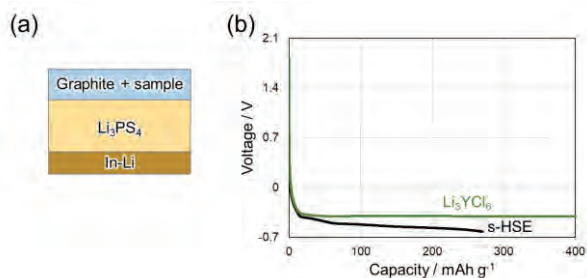 (a)
Graphite + sample
Li₃PS₄
In-Li
(b)
Voltage / V
2.1
1.4
0.7
0
-0.7
Li₃YCl₆
s-HSE
0 100 200 300 400
Capacity / mAh g⁻¹